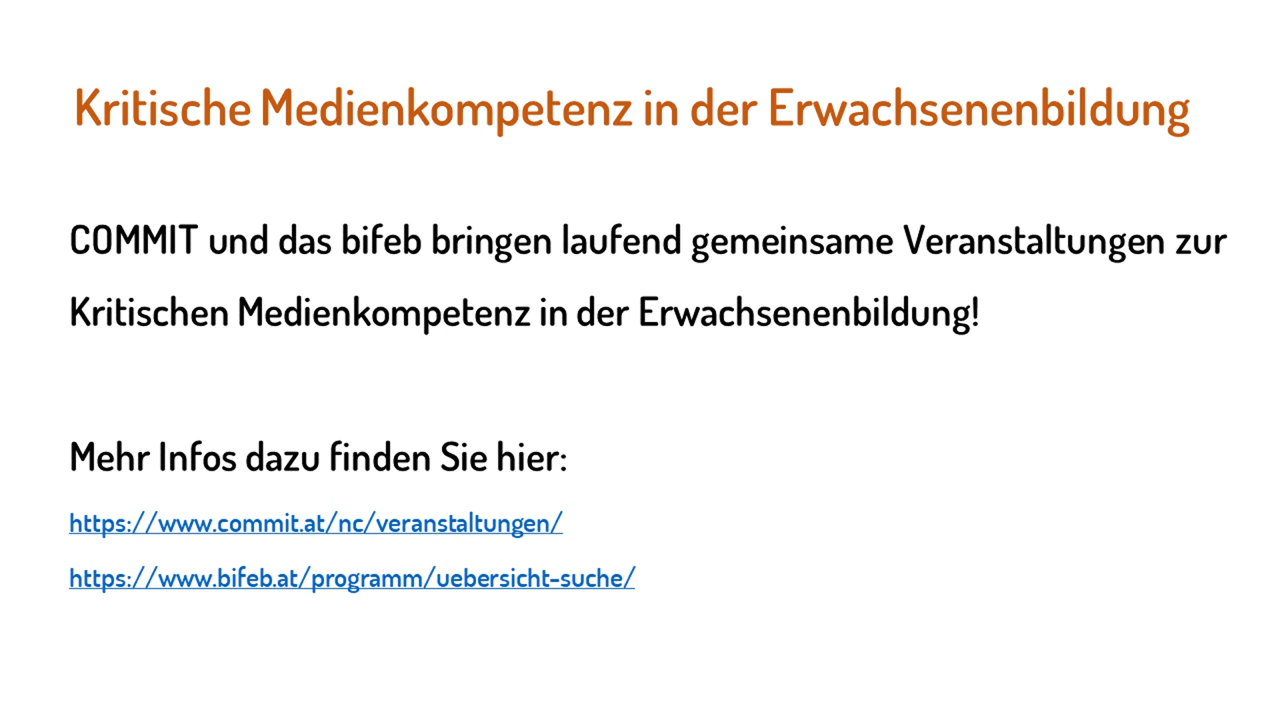 Kritische Medienkompetenz in der Erwachsenenbildung
COMMIT und das bifeb bringen laufend gemeinsame Veranstaltungen zur
Kritischen Medienkompetenz in der Erwachsenenbildung!
Mehr Infos dazu finden Sie hier:
https://www.commit.at/nc/veranstaltungen/
https://www.bifeb.at/programm/uebersicht-suche/